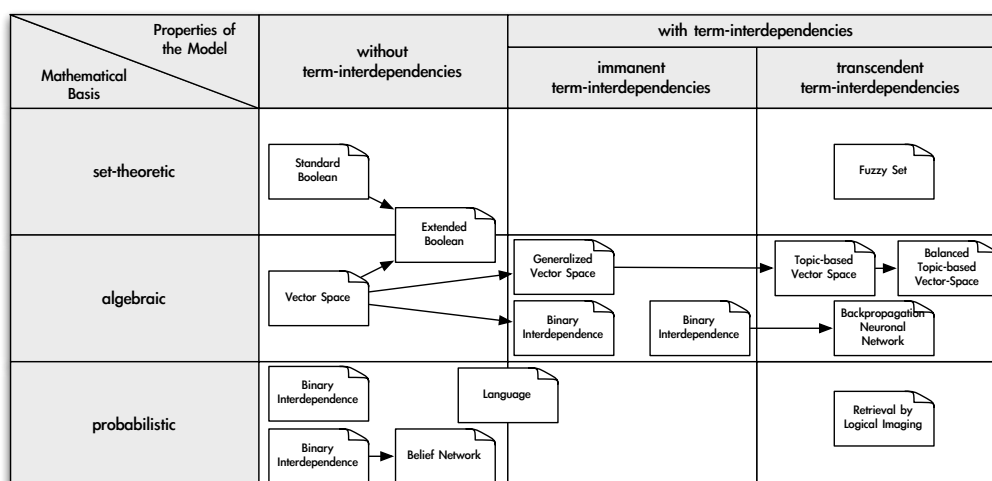 Properties of
the Model
Mathematical
Basis
without
term-interdependencies
with term-interdependencies
immanent
term-interdependencies
transcendent
term-interdependencies
set-theoretic
Standard
Boolean
Fuzzy Set
Extended
Boolean
algebraic
Vector Space
Generalized
Vector Space
Topic-based
Vector Space
Balanced
Topic-based
Vector-Space
Binary
Interdependence
Binary
Interdependence
Backpropagation
Neuronal
Network
probabilistic
Binary
Interdependence
Language
Retrieval by
Logical Imaging
Binary
Interdependence
Belief Network